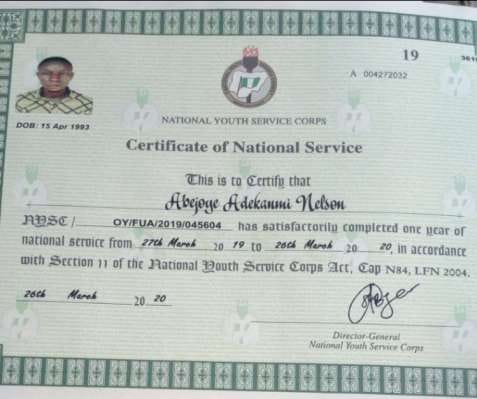 19
A 004272032
DOB: 15 Apr 1993
NATIONAL YOUTH SERVICE CORPS
Certificate of National Service
This is to Certify that
Abejoye Adekanmi Nelson
NYSC / OY/FUA/2019/045604 has satisfactorily completed one year of
national service from 27th March 20 19 to 26th March 20 20, in accordance
with Section 11 of the National Youth Service Corps Act, Cap N84, LFN 2004.
26th March 20 20
Director-General
National Youth Service Corps